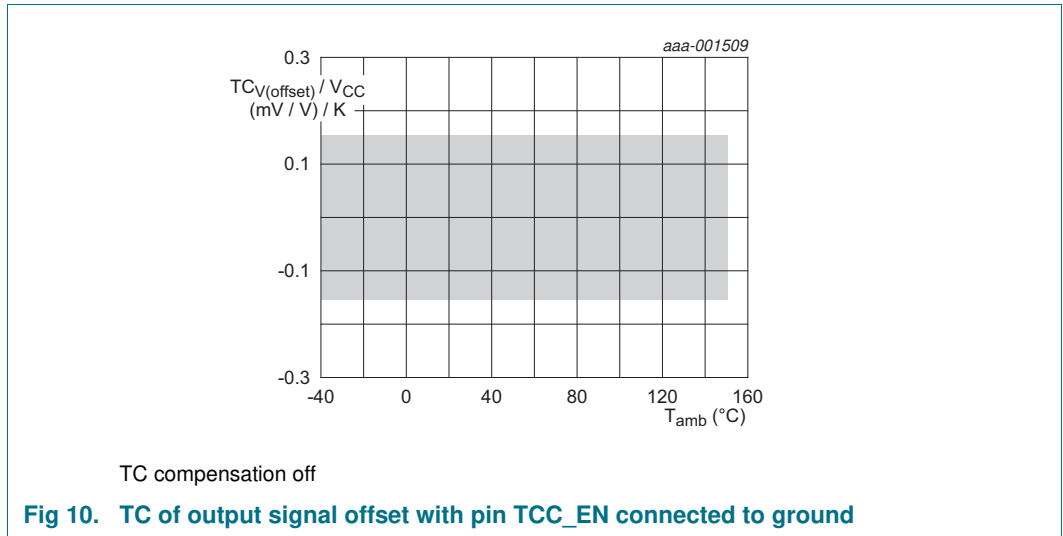 aaa-001509
0.3
TCV(offset) / VCC
(mV / V) / K
0.1
-0.1
-0.3
-40 0 40 80 120 160
Tamb (°C)
TC compensation off
Fig 10. TC of output signal offset with pin TCC_EN connected to ground